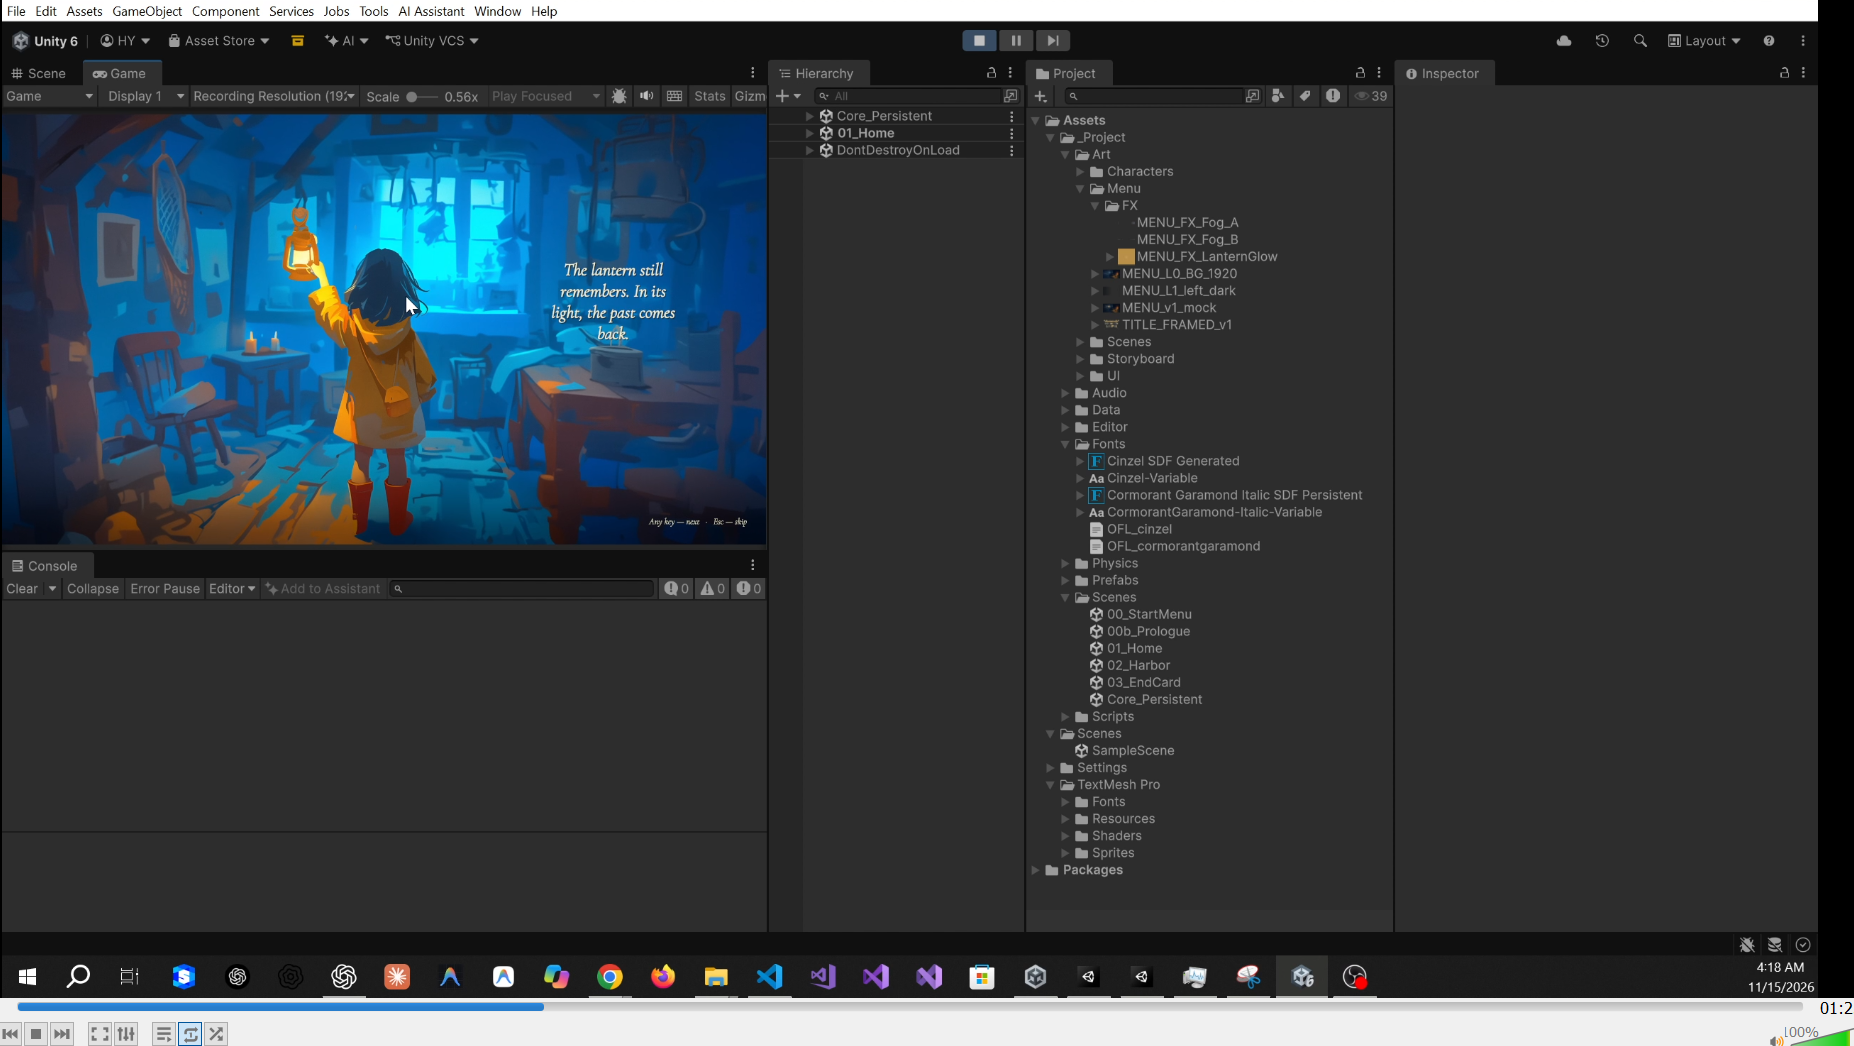 File Edit Assets GameObject Component Services Jobs Tools AI Assistant Window Help
Unity 6 HY Asset Store AI Unity VCS Layout
Scene Game
Game Display 1 Recording Resolution (192 Scale 0.56x Play Focused Stats Gizm
The lantern still
remembers. In its
light, the past comes
back.
Any key — next · Esc — skip
Console
Clear Collapse Error Pause Editor Add to Assistant 0 0 0
Hierarchy
All
Core_Persistent
01_Home
DontDestroyOnLoad
Project
39
Assets
_Project
Art
Characters
Menu
FX
MENU_FX_Fog_A
MENU_FX_Fog_B
MENU_FX_LanternGlow
MENU_L0_BG_1920
MENU_L1_left_dark
MENU_v1_mock
TITLE_FRAMED_v1
Scenes
Storyboard
UI
Audio
Data
Editor
Fonts
Cinzel SDF Generated
Cinzel-Variable
Cormorant Garamond Italic SDF Persistent
CormorantGaramond-Italic-Variable
OFL_cinzel
OFL_cormorantgaramond
Physics
Prefabs
Scenes
00_StartMenu
00b_Prologue
01_Home
02_Harbor
03_EndCard
Core_Persistent
Scripts
Scenes
SampleScene
Settings
TextMesh Pro
Fonts
Resources
Shaders
Sprites
Packages
Inspector
4:18 AM
11/15/2026
01:2
100%